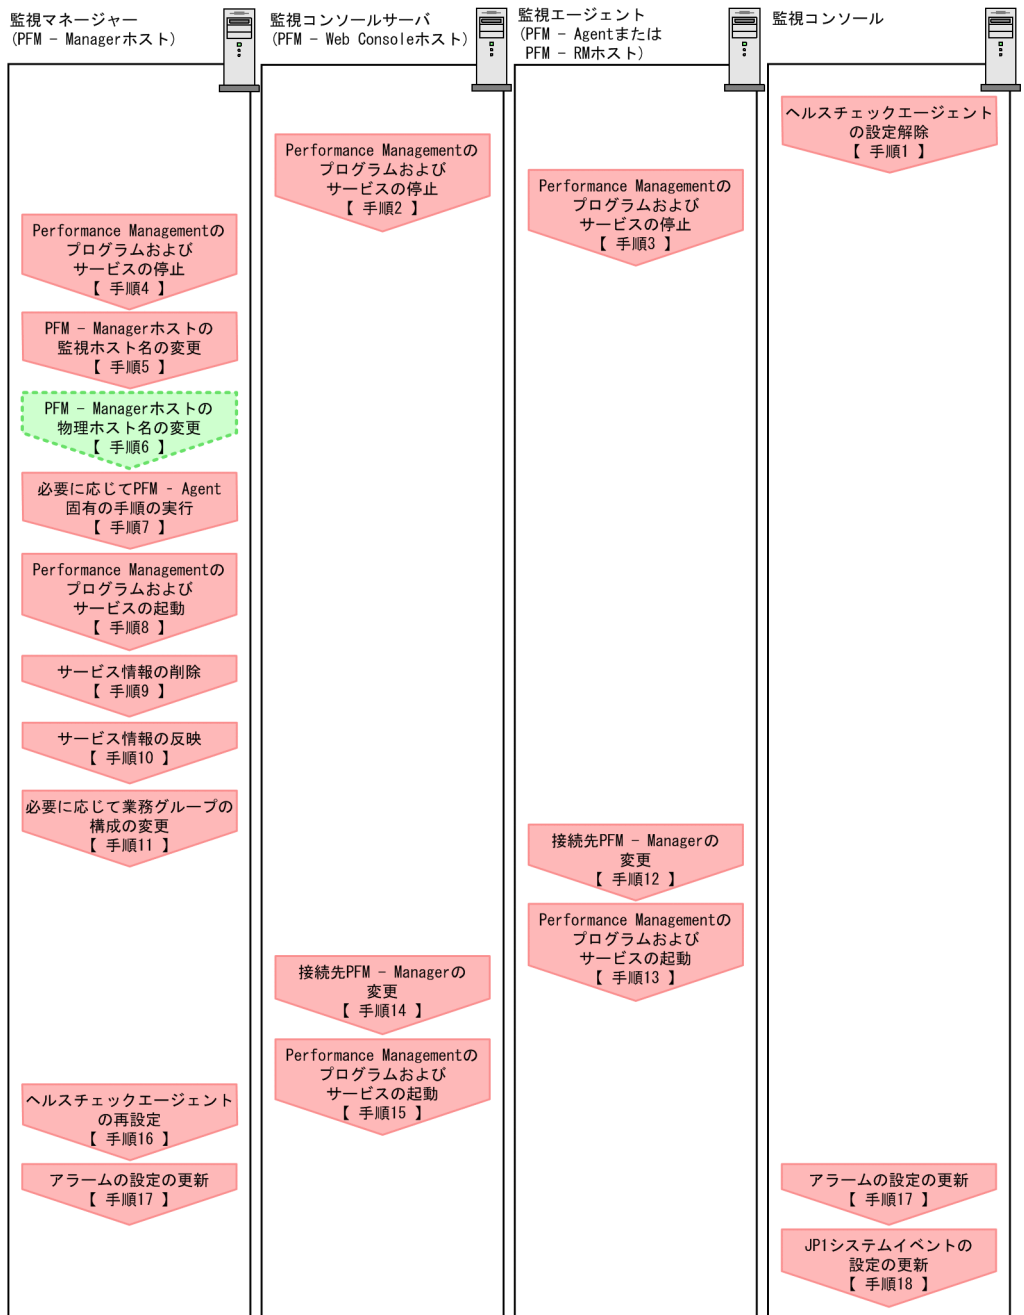 監視マネージャー
(PFM - Managerホスト)
監視コンソールサーバ
(PFM - Web Consoleホスト)
監視エージェント
(PFM - Agentまたは
PFM - RMホスト)
監視コンソール
ヘルスチェックエージェント
の設定解除
【 手順1 】
Performance Managementの
プログラムおよび
サービスの停止
【 手順2 】
Performance Managementの
プログラムおよび
サービスの停止
【 手順3 】
Performance Managementの
プログラムおよび
サービスの停止
【 手順4 】
PFM - Managerホストの
監視ホスト名の変更
【 手順5 】
PFM - Managerホストの
物理ホスト名の変更
【 手順6 】
必要に応じてPFM - Agent
固有の手順の実行
【 手順7 】
Performance Managementの
プログラムおよび
サービスの起動
【 手順8 】
サービス情報の削除
【 手順9 】
サービス情報の反映
【 手順10 】
必要に応じて業務グループの
構成の変更
【 手順11 】
接続先PFM - Managerの
変更
【 手順12 】
Performance Managementの
プログラムおよび
サービスの起動
【 手順13 】
接続先PFM - Managerの
変更
【 手順14 】
Performance Managementの
プログラムおよび
サービスの起動
【 手順15 】
ヘルスチェックエージェント
の再設定
【 手順16 】
アラームの設定の更新
【 手順17 】
アラームの設定の更新
【 手順17 】
JP1システムイベントの
設定の更新
【 手順18 】